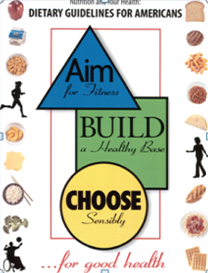 Nutrition and Your Health:
DIETARY GUIDELINES FOR AMERICANS
Aim
for Fitness
BUILD
a Healthy Base
CHOOSE
Sensibly
...for good health